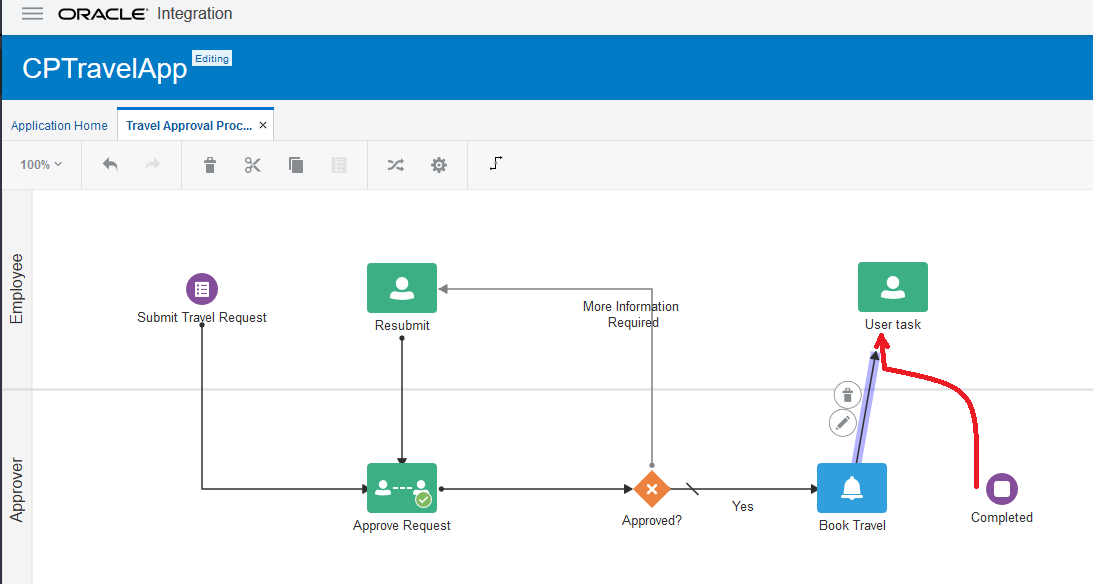 ORACLE Integration
CPTravelApp Editing
Application Home
Travel Approval Proc...
100%
Employee
Submit Travel Request
Resubmit
More Information
Required
User task
Approver
Approve Request
Approved?
Yes
Book Travel
Completed